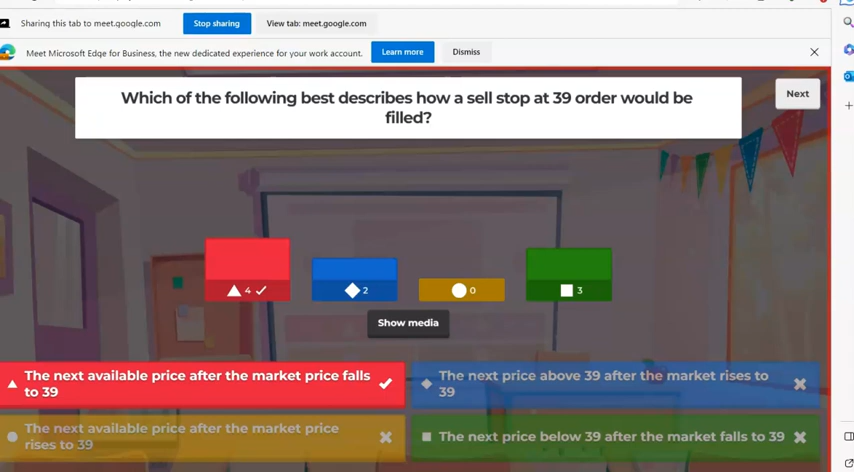 Sharing this tab to meet.google.com
Stop sharing
View tab: meet.google.com
Meet Microsoft Edge for Business, the new dedicated experience for your work account.
Learn more
Dismiss
Which of the following best describes how a sell stop at 39 order would be
filled?
Next
4
2
0
3
Show media
The next available price after the market price falls
to 39
The next price above 39 after the market rises to
39
The next available price after the market price
rises to 39
The next price below 39 after the market falls to 39